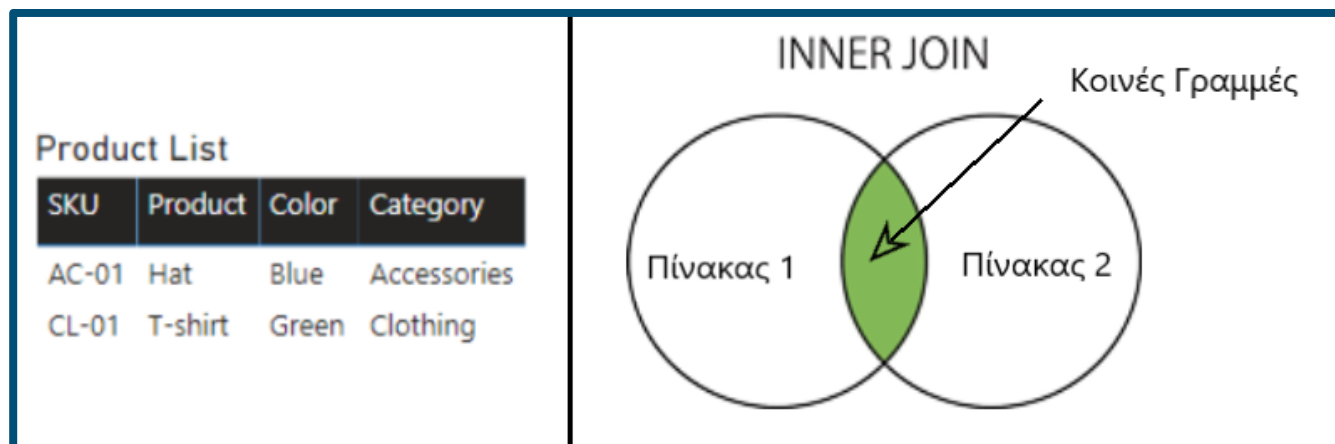 Product List
SKU Product Color Category
AC-01 Hat Blue Accessories
CL-01 T-shirt Green Clothing
INNER JOIN
Κοινές Γραμμές
Πίνακας 1
Πίνακας 2